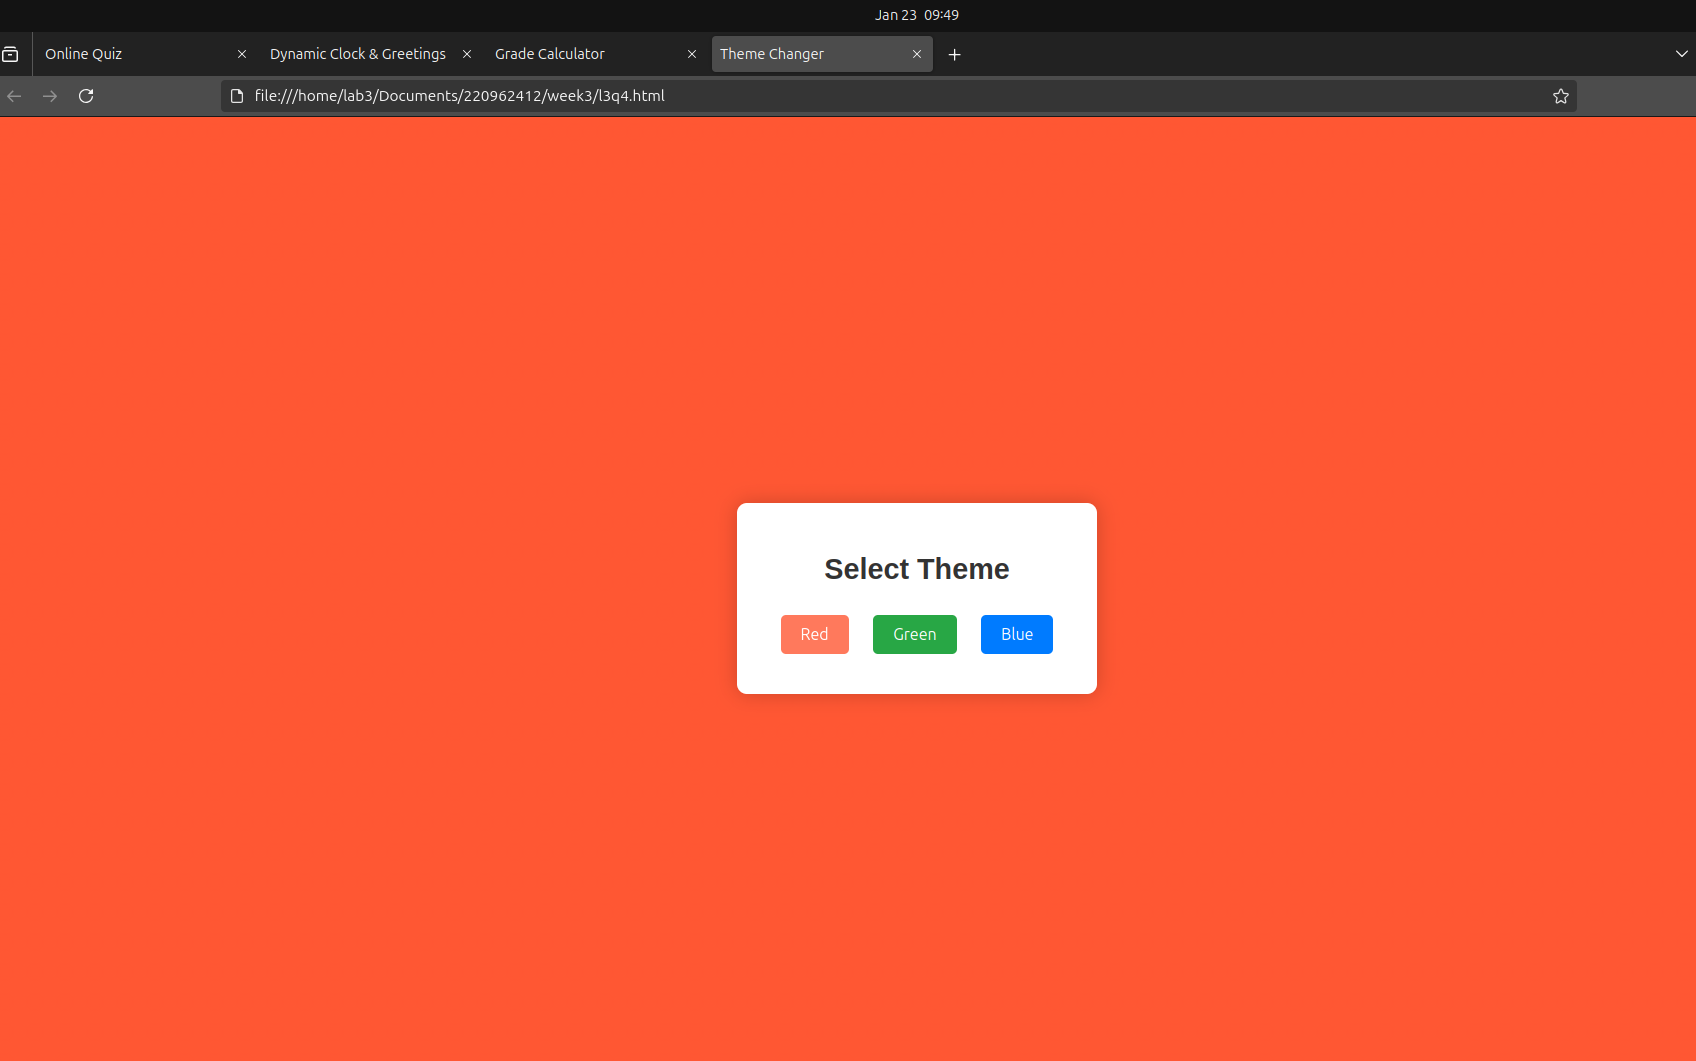 Jan 23 09:49
Online Quiz
Dynamic Clock & Greetings
Grade Calculator
Theme Changer
file:///home/lab3/Documents/220962412/week3/l3q4.html
Select Theme
Red Green Blue